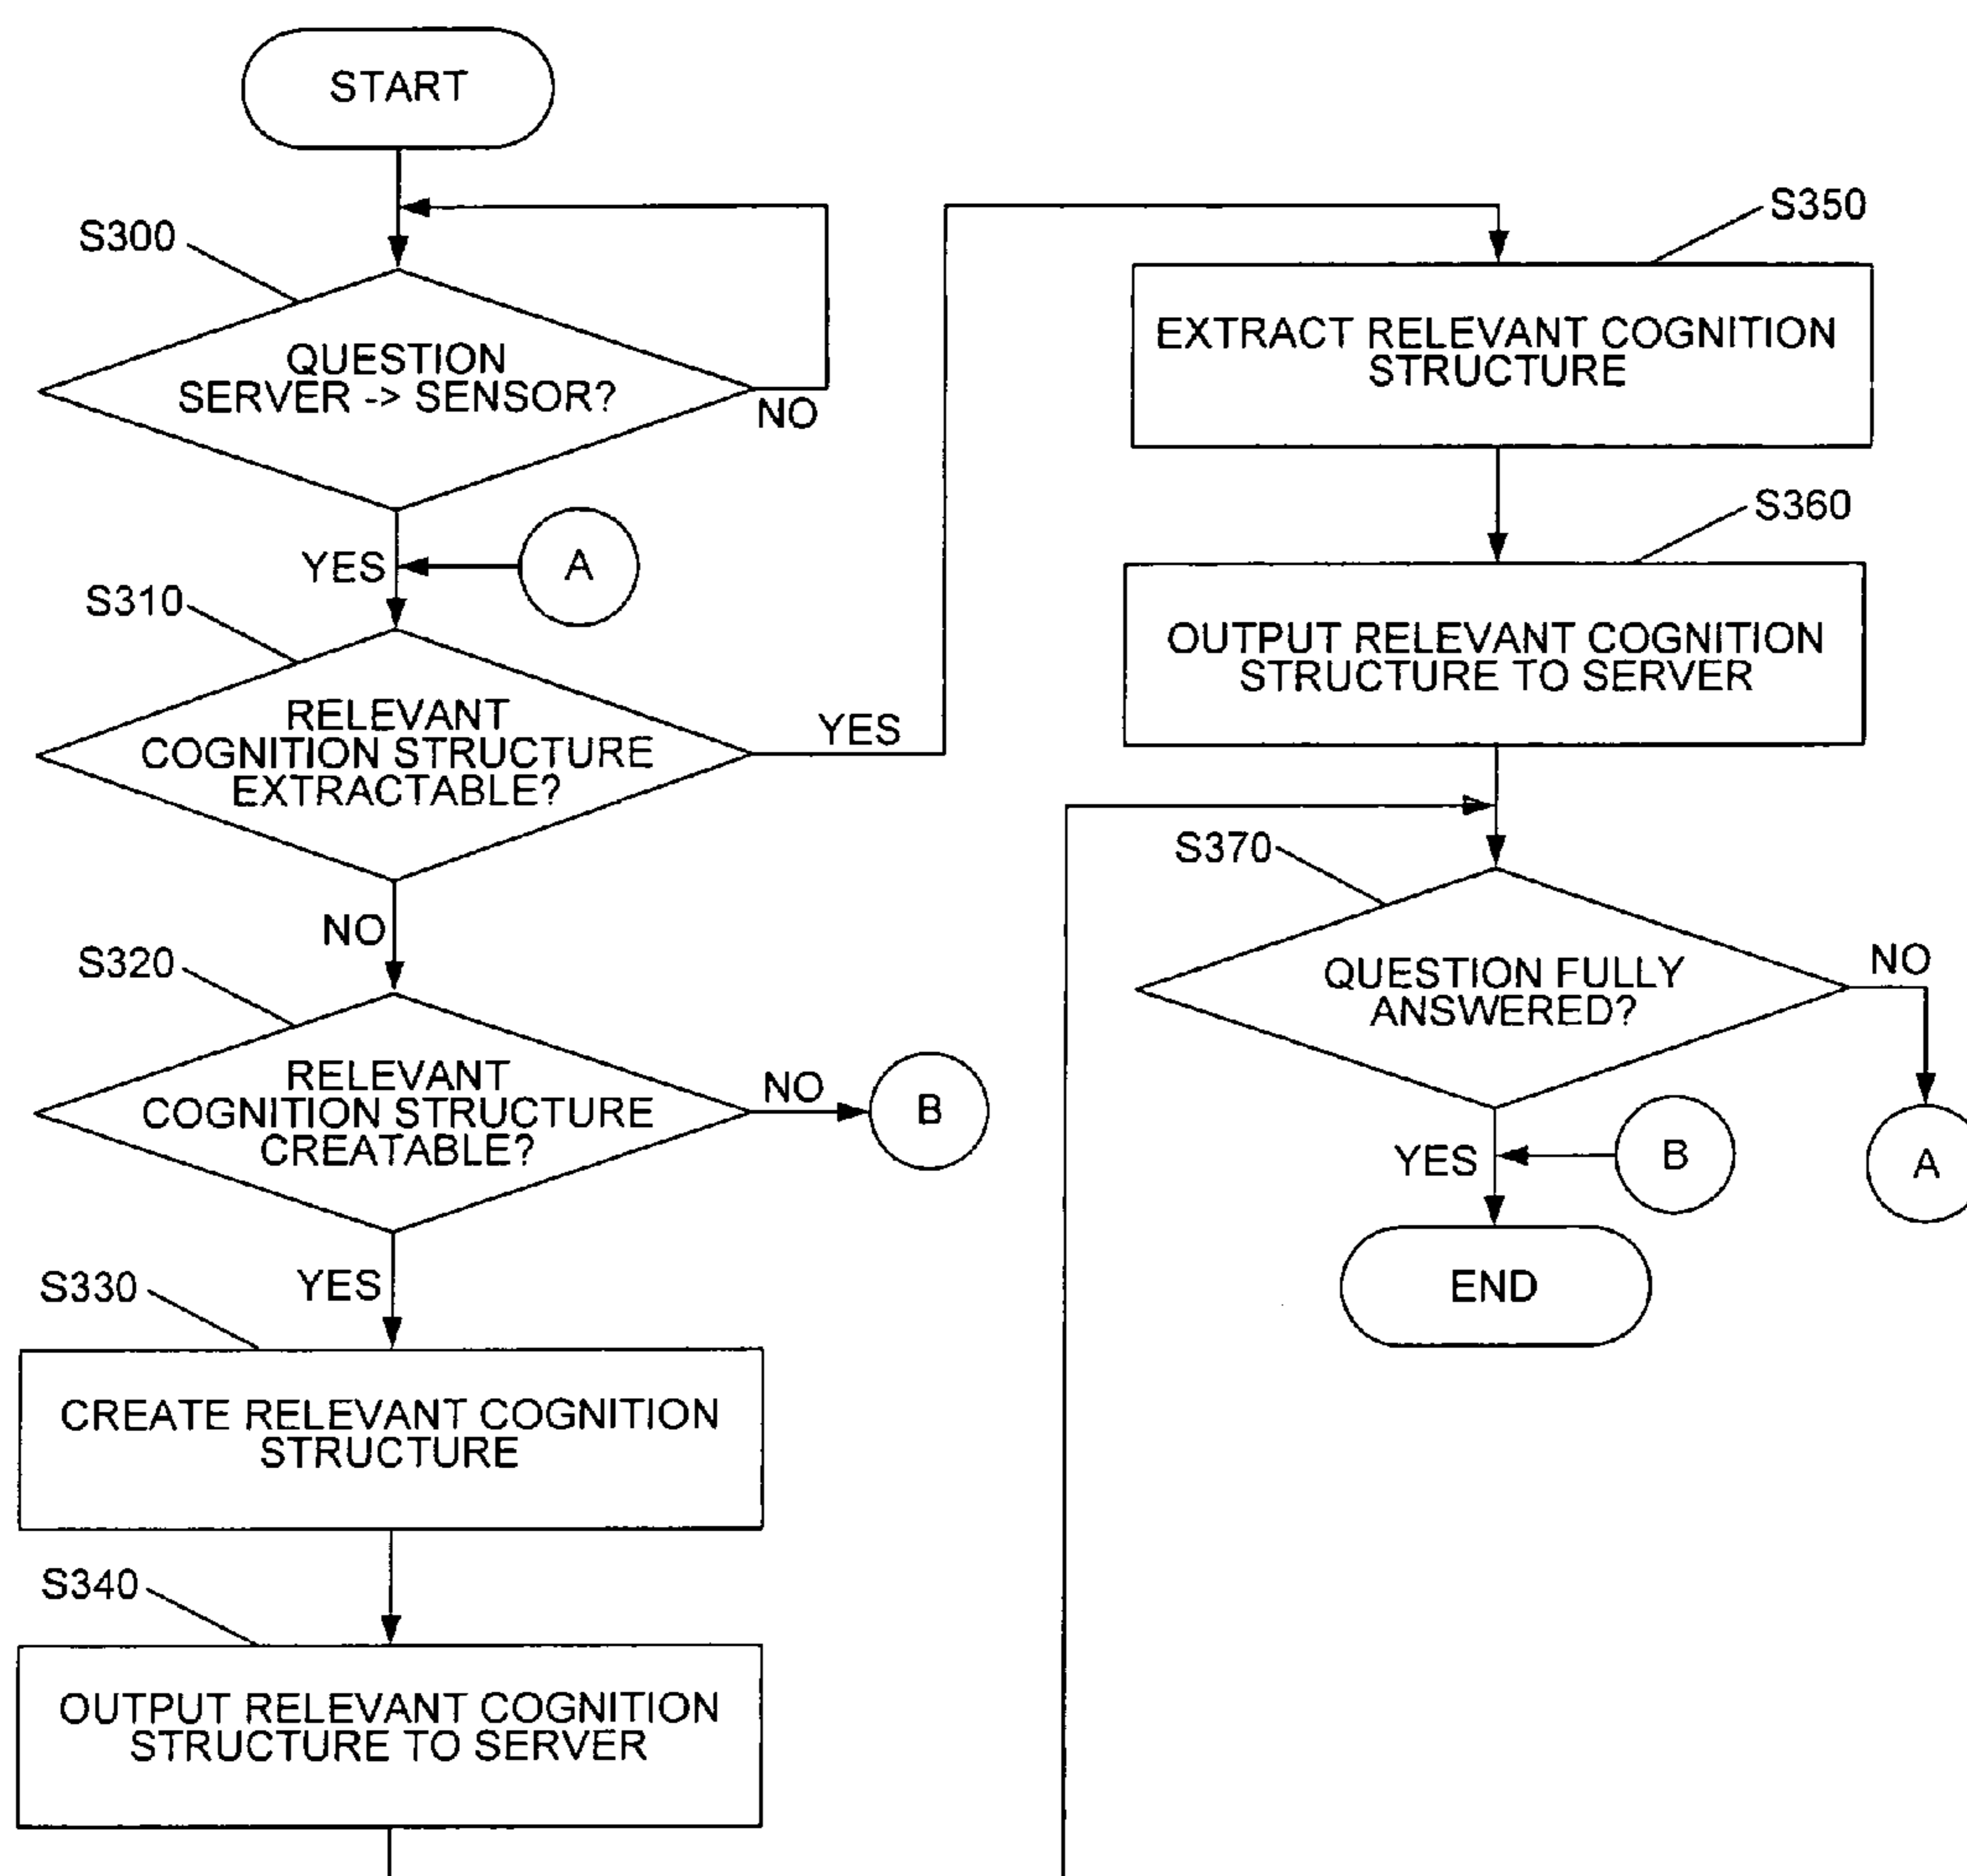 START
S300
QUESTION
SERVER -> SENSOR?
NO
YES
A
S310
RELEVANT
COGNITION STRUCTURE
EXTRACTABLE?
YES
NO
S320
RELEVANT
COGNITION STRUCTURE
CREATABLE?
NO
B
YES
S330
CREATE RELEVANT COGNITION
STRUCTURE
S340
OUTPUT RELEVANT COGNITION
STRUCTURE TO SERVER
S350
EXTRACT RELEVANT COGNITION
STRUCTURE
S360
OUTPUT RELEVANT COGNITION
STRUCTURE TO SERVER
S370
QUESTION FULLY
ANSWERED?
NO
A
YES
B
END